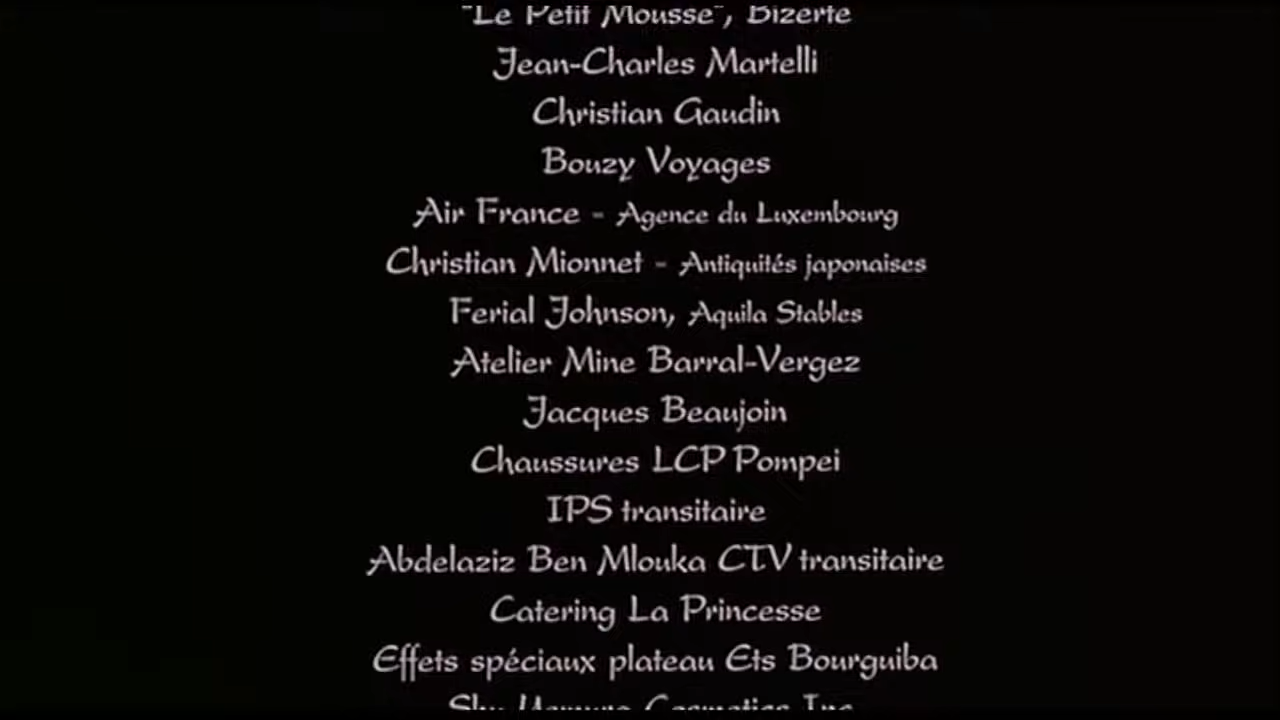 "Le Petit Mousse", Bizerte
Jean-Charles Martelli
Christian Gaudin
Bouzy Voyages
Air France - Agence du Luxembourg
Christian Mionnet - Antiquités japonaises
Ferial Johnson, Aquila Stables
Atelier Mine Barral-Vergez
Jacques Beaujoin
Chaussures LCP Pompei
IPS transitaire
Abdelaziz Ben Mlouka CTV transitaire
Catering La Princesse
Effets spéciaux plateau Ets Bourguiba
Cosmetics Inc